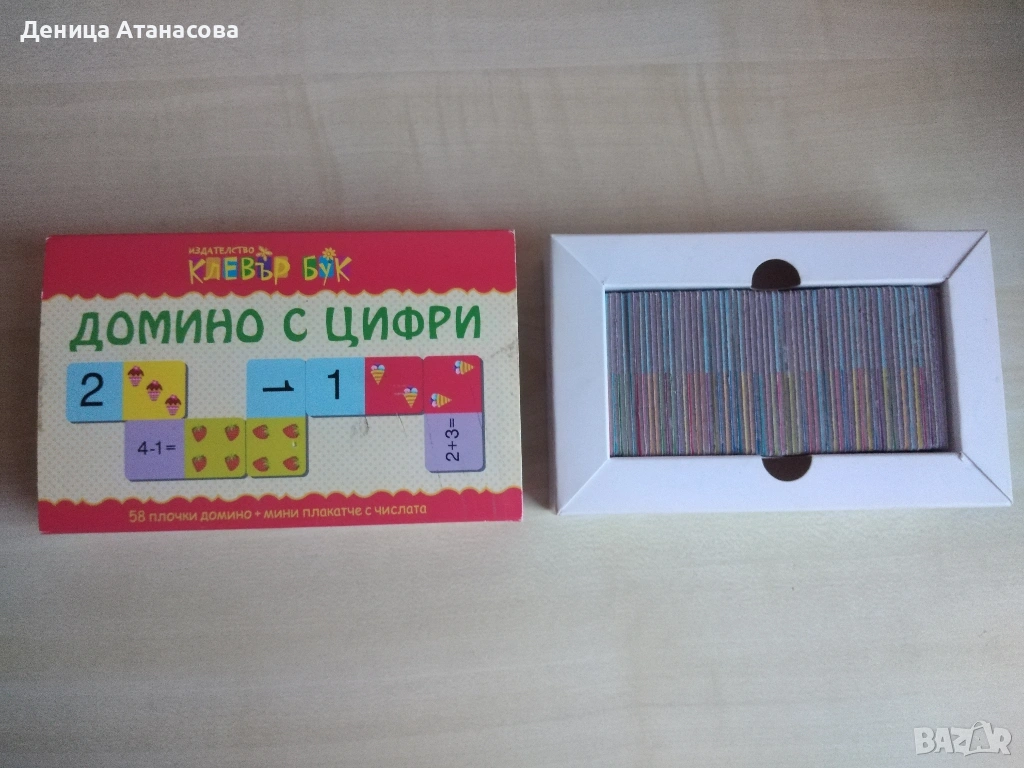 Деница Атанасова
ИЗДАТЕЛСТВО
КЛЕВЪР БУК
ДОМИНО С ЦИФРИ
2
1
1
4-1=
2+3=
58 плочки домино + мини плакатче с числата
BAZAR